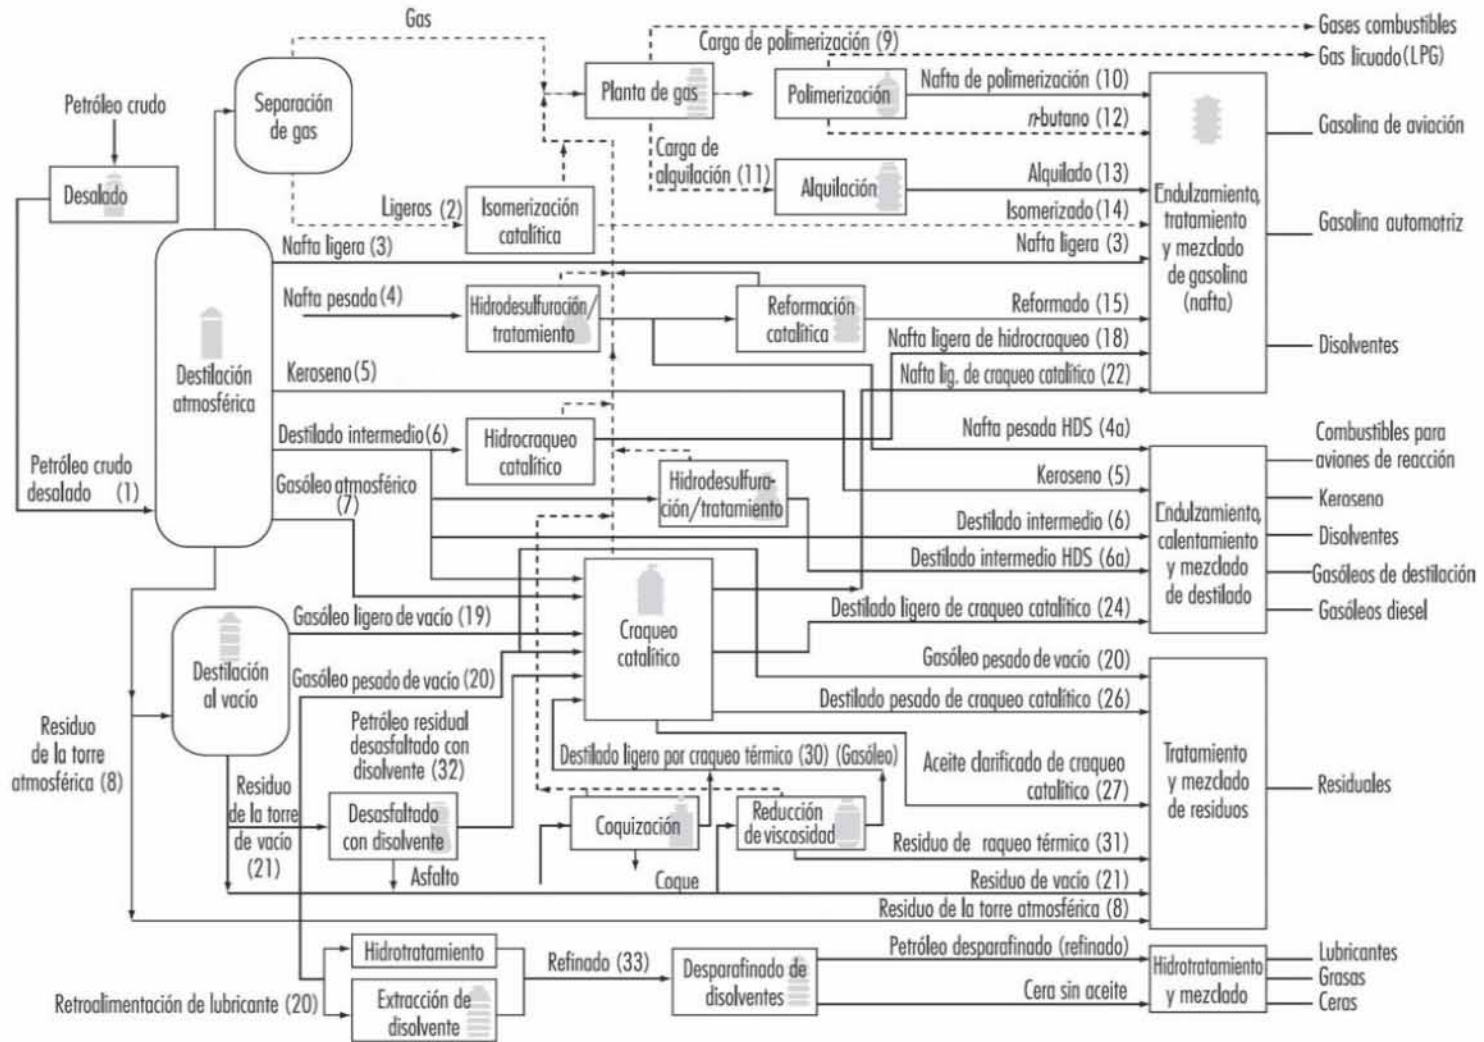 Gas
Gases combustibles
Carga de polimerización (9)
Gas licuado (LPG)
Petróleo crudo
Separación
de gas
Planta de gas
Polimerización
Nafta de polimerización (10)
n-butano (12)
Gasolina de aviación
Desalado
Carga de
alquilación (11)
Alquilación
Alquilado (13)
Ligeros (2)
Isomerización
catalítica
Isomerizado (14)
Endulzamiento,
tratamiento
y mezclado
de gasolina
(nafta)
Gasolina automotriz
Nafta ligera (3)
Nafta ligera (3)
Nafta pesada (4)
Hidrodesulfuración/
tratamiento
Reformación
catalítica
Reformado (15)
Nafta ligera de hidrocraqueo (18)
Disolventes
Destilación
atmosférica
Keroseno (5)
Nafta lig. de craqueo catalítico (22)
Destilado intermedio (6)
Hidrocraqueo
catalítico
Nafta pesada HDS (4a)
Combustibles para
aviones de reacción
Petróleo crudo
desalado (1)
Gasóleo atmosférico
(7)
Hidrodesulfura-
ción/tratamiento
Keroseno (5)
Keroseno
Destilado intermedio (6)
Endulzamiento,
calentamiento
y mezclado
de destilado
Disolventes
Destilado intermedio HDS (6a)
Gasóleos de destilación
Gasóleo ligero de vacío (19)
Craqueo
catalítico
Destilado ligero de craqueo catalítico (24)
Gasóleos diesel
Destilación
al vacío
Gasóleo pesado de vacío (20)
Gasóleo pesado de vacío (20)
Destilado pesado de craqueo catalítico (26)
Residuo
de la torre
atmosférica (8)
Petróleo residual
desasfaltado con
disolvente (32)
Destilado ligero por craqueo térmico (30) (Gasóleo)
Aceite clarificado de craqueo
catalítico (27)
Tratamiento
y mezclado
de residuos
Residuales
Residuo
de la torre
de vacío
(21)
Desasfaltado
con disolvente
Coquización
Reducción
de viscosidad
Residuo de raqueo térmico (31)
Asfalto
Coque
Residuo de vacío (21)
Residuo de la torre atmosférica (8)
Hidrotratamiento
Refinado (33)
Desparafinado de
disolventes
Petróleo desparafinado (refinado)
Hidrotratamiento
y mezclado
Lubricantes
Grasas
Ceras
Retroalimentación de lubricante (20)
Extracción de
disolvente
Cera sin aceite